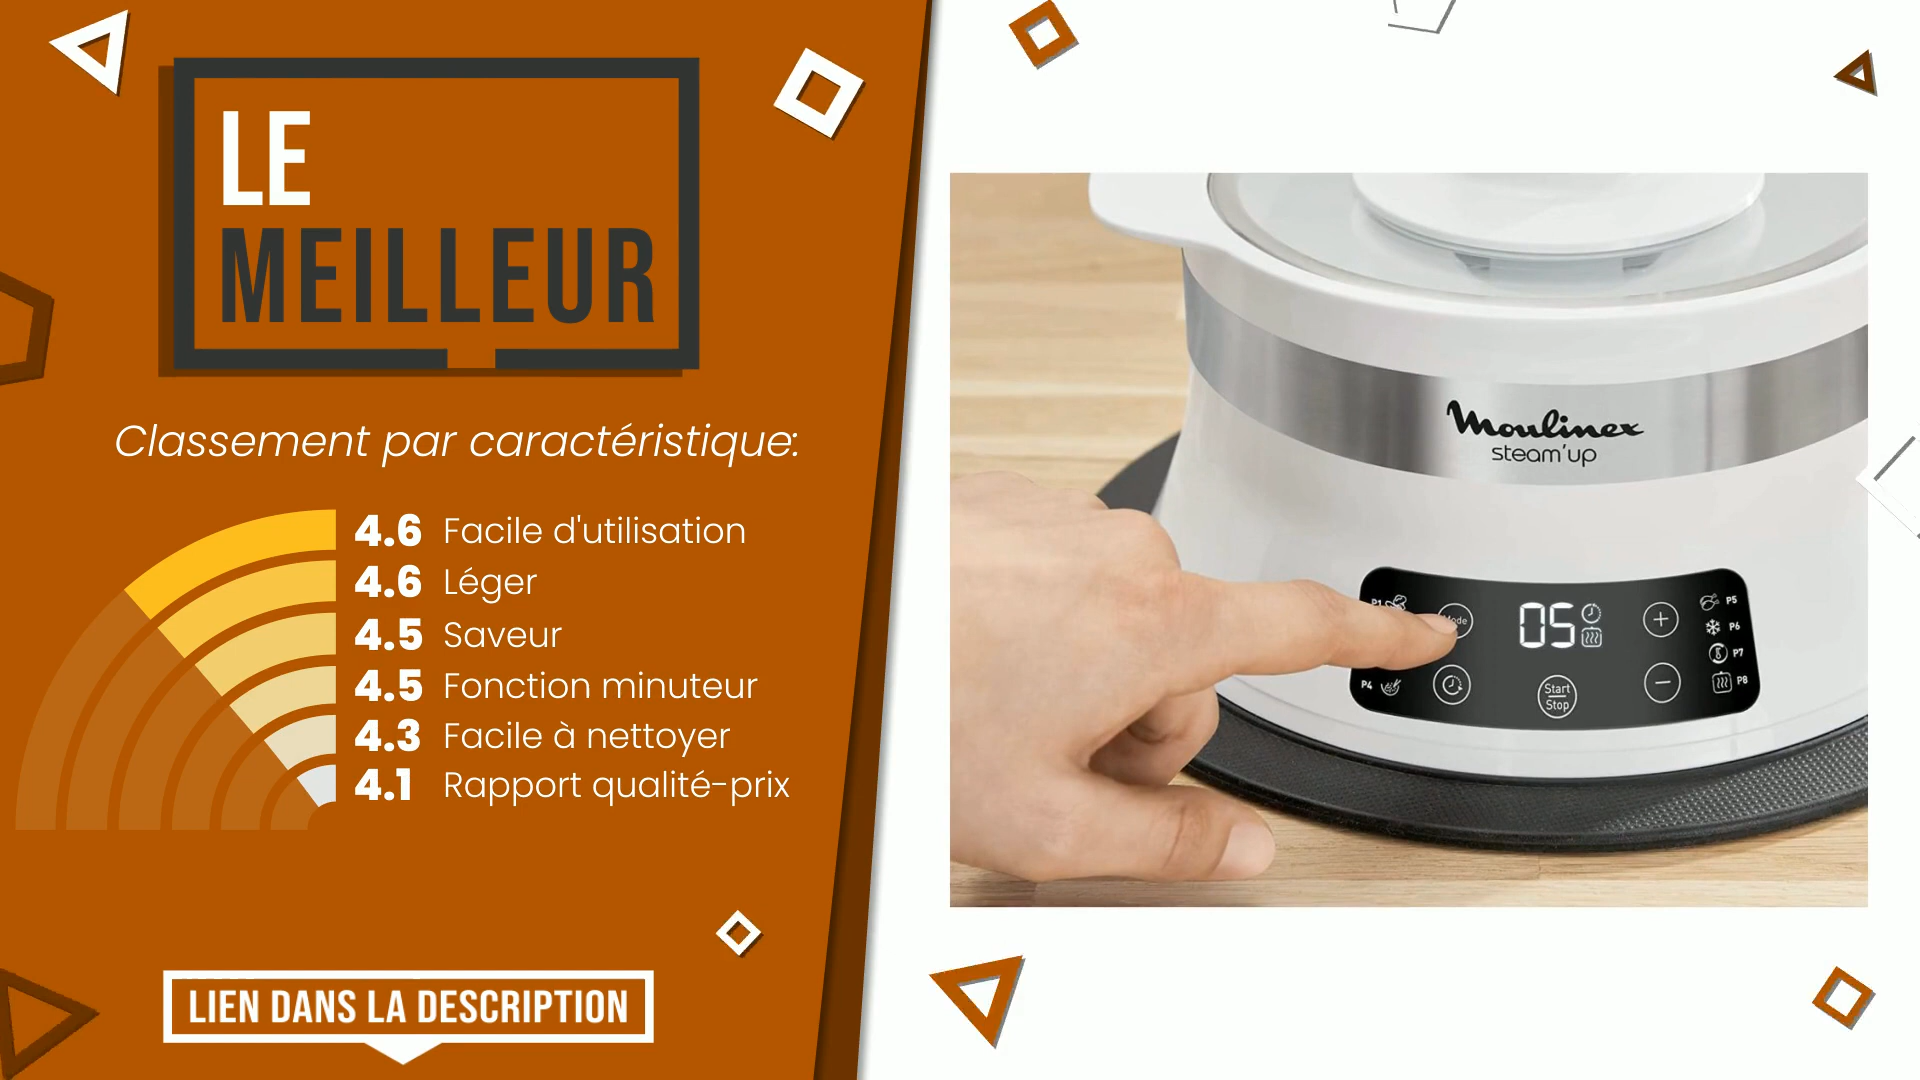 LE
MEILLEUR
Classement par caractéristique:
4.6 Facile d'utilisation
4.6 Léger
4.5 Saveur
4.5 Fonction minuteur
4.3 Facile à nettoyer
4.1 Rapport qualité-prix
LIEN DANS LA DESCRIPTION
Moulinex
steam'up
P1
Mode
05
+
P5
P6
P7
P4
Start
Stop
−
P8